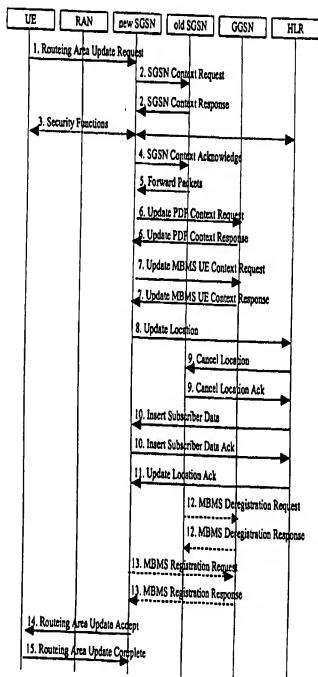 UE RAN new SGSN old SGSN GGSN HLR
1. Routeing Area Update Request
2. SGSN Context Request
2. SGSN Context Response
3. Security Functions
4. SGSN Context Acknowledge
5. Forward Packets
6. Update PDF Context Request
6. Update PDF Context Response
7. Update MBMS UE Context Request
7. Update MBMS UE Context Response
8. Update Location
9. Cancel Location
9. Cancel Location Ack
10. Insert Subscriber Data
10. Insert Subscriber Data Ack
11. Update Location Ack
12. MBMS Deregistration Request
12. MBMS Deregistration Response
13. MBMS Registration Request
13. MBMS Registration Response
14. Routeing Area Update Accept
15. Routeing Area Update Complete